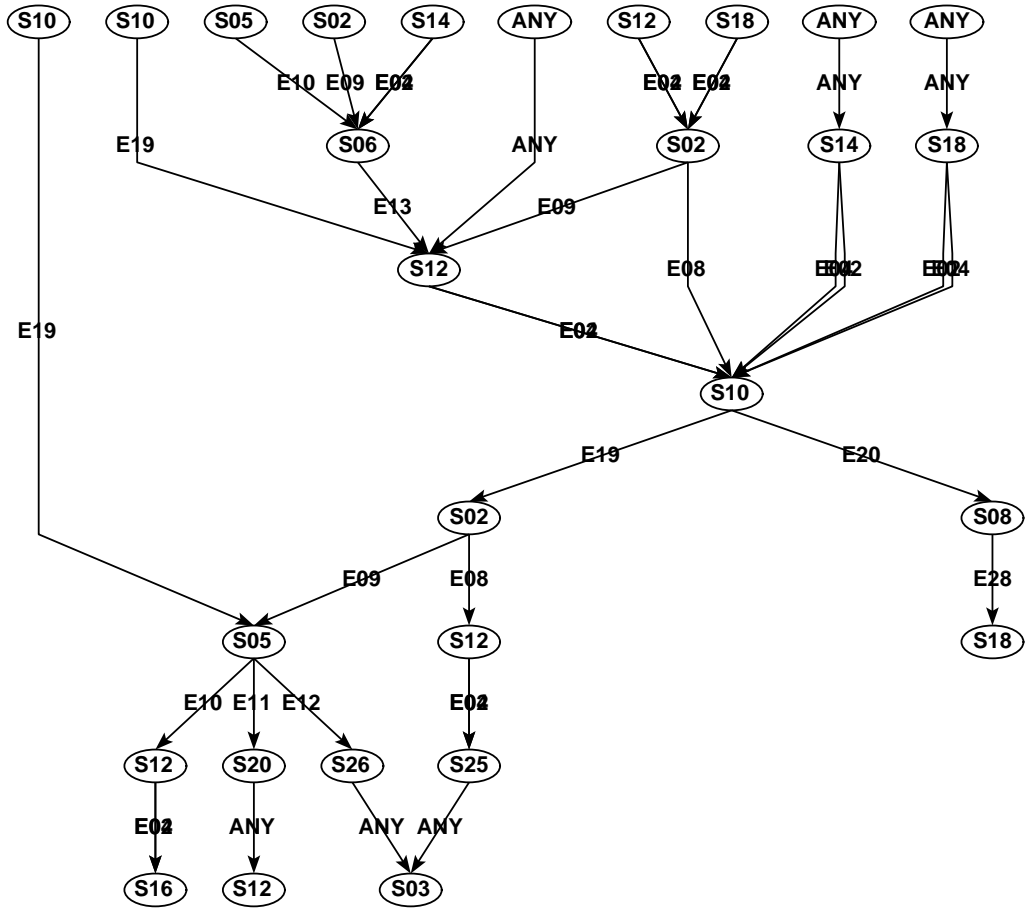 S10 S10 S05 S02 S14 ANY S12 S18 ANY ANY
E10 E09 ANY ANY
E19 S06 ANY S02 S14 S18
E13 E09
S12 E08
E19
S10
E19 E20
S02 S08
E09 E08 E28
S05 S12 S18
E10 E11 E12
S12 S20 S26 S25
ANY ANY ANY
S16 S12 S03